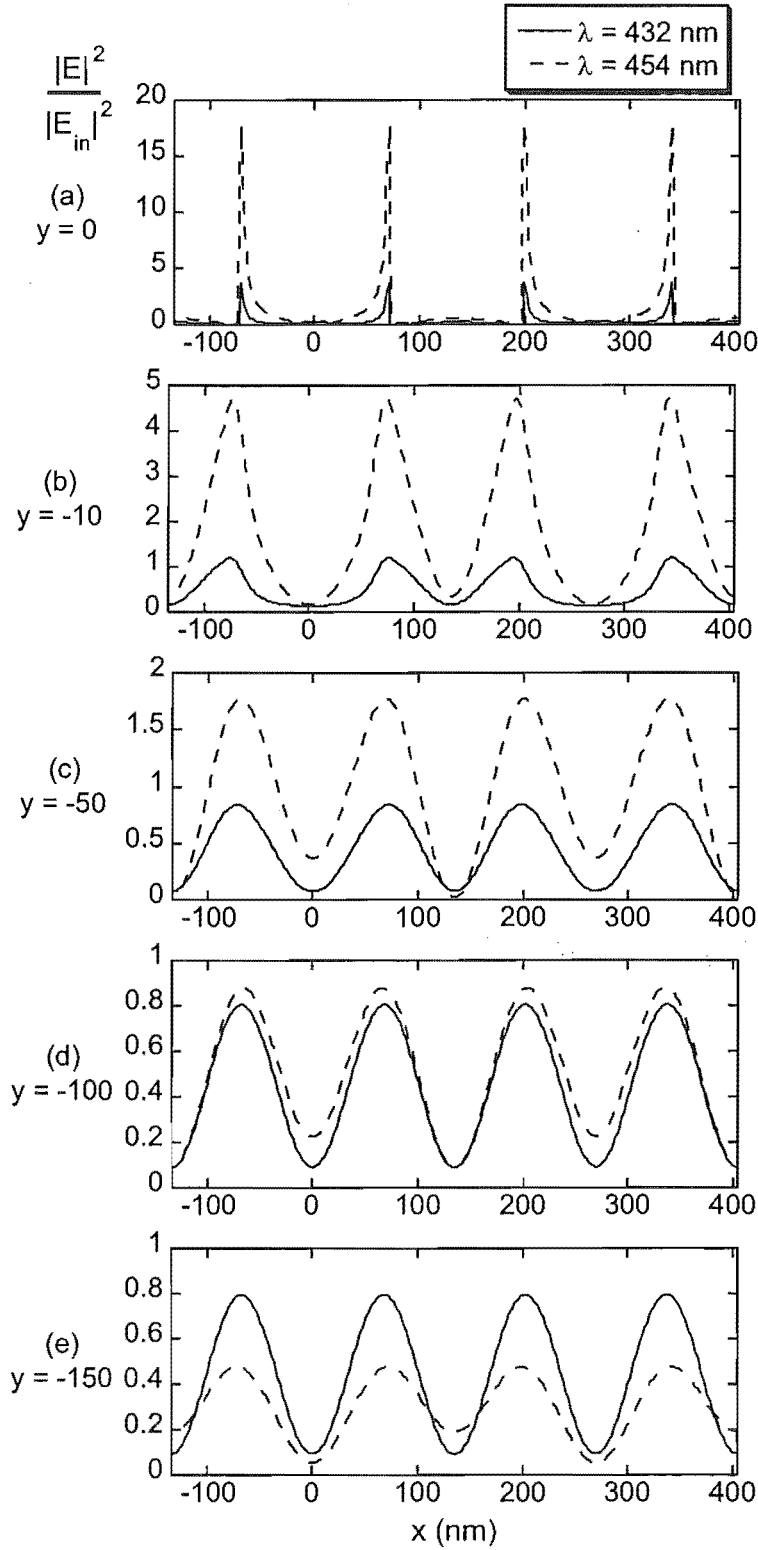 λ = 432 nm
λ = 454 nm
|E|²
|E_in|²
(a)
y = 0
20
15
10
5
0
-100 0 100 200 300 400
(b)
y = -10
5
4
3
2
1
0
-100 0 100 200 300 400
(c)
y = -50
2
1.5
1
0.5
0
-100 0 100 200 300 400
(d)
y = -100
1
0.8
0.6
0.4
0.2
0
-100 0 100 200 300 400
(e)
y = -150
1
0.8
0.6
0.4
0.2
0
-100 0 100 200 300 400
x (nm)